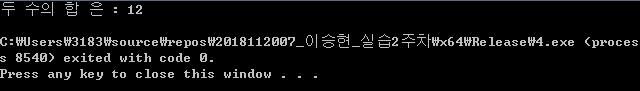 두 수의 합 은 : 12
C:₩Users₩3183₩source₩repos₩2018112007_이승현_실습2주차₩x64₩Release₩4.exe (proces
s 8540) exited with code 0.
Press any key to close this window . . .